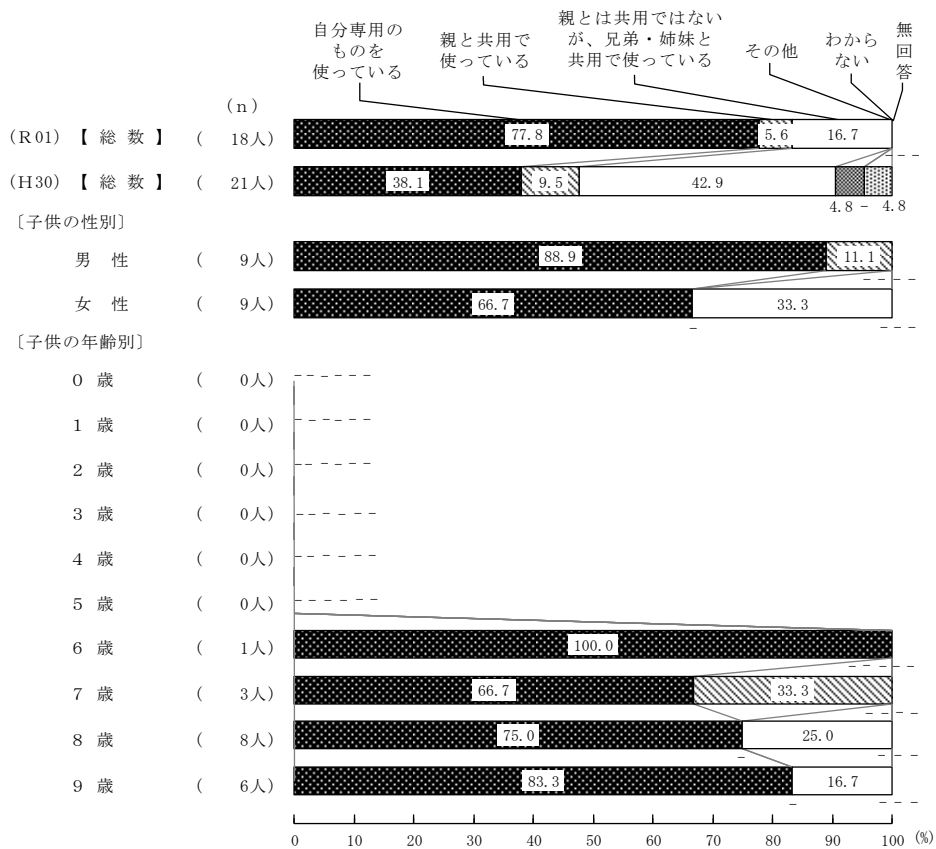 自分専用の
ものを
使っている
親と共用で
使っている
親とは共用ではない
が、兄弟・姉妹と
共用で使っている
その他
わから
ない
無
回
答
(n)
(R01)【 総 数 】 ( 18人) 77.8 5.6 16.7 - - -
(H30)【 総 数 】 ( 21人) 38.1 9.5 42.9
4.8 - 4.8
〔子供の性別〕
男 性 ( 9人) 88.9 11.1
- - - -
女 性 ( 9人) 66.7 33.3
- - - -
〔子供の年齢別〕
0 歳 ( 0人) - - - - - -
1 歳 ( 0人) - - - - - -
2 歳 ( 0人) - - - - - -
3 歳 ( 0人) - - - - - -
4 歳 ( 0人) - - - - - -
5 歳 ( 0人) - - - - - -
6 歳 ( 1人) 100.0
- - - - -
7 歳 ( 3人) 66.7 33.3
- - - -
8 歳 ( 8人) 75.0 25.0
- - - -
9 歳 ( 6人) 83.3 16.7
- - - -
0 10 20 30 40 50 60 70 80 90 100 (%)